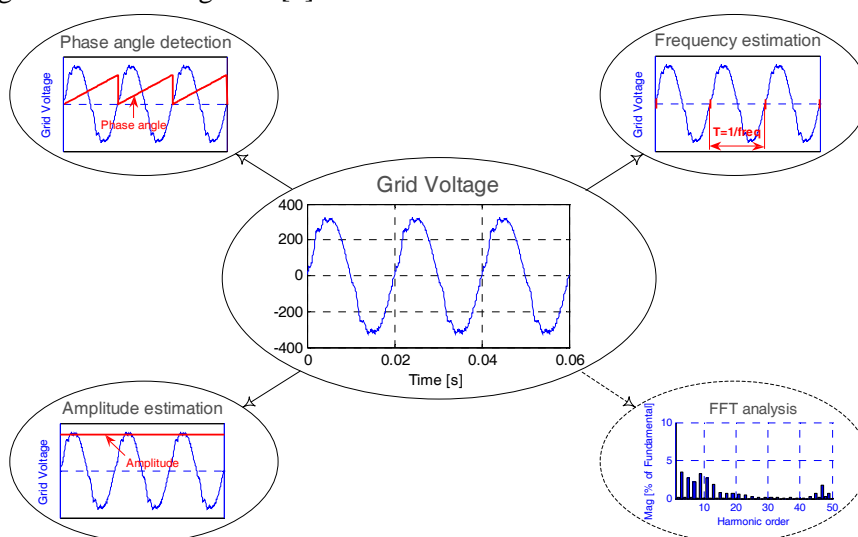 Phase angle detection
Grid Voltage
Phase angle
Frequency estimation
Grid Voltage
T=1/freq
Grid Voltage
400
200
0
-200
-400
0 0.02 0.04 0.06
Time [s]
Amplitude estimation
Grid Voltage
Amplitude
FFT analysis
Mag [% of Fundamental]
10
5
0
10 20 30 40 50
Harmonic order